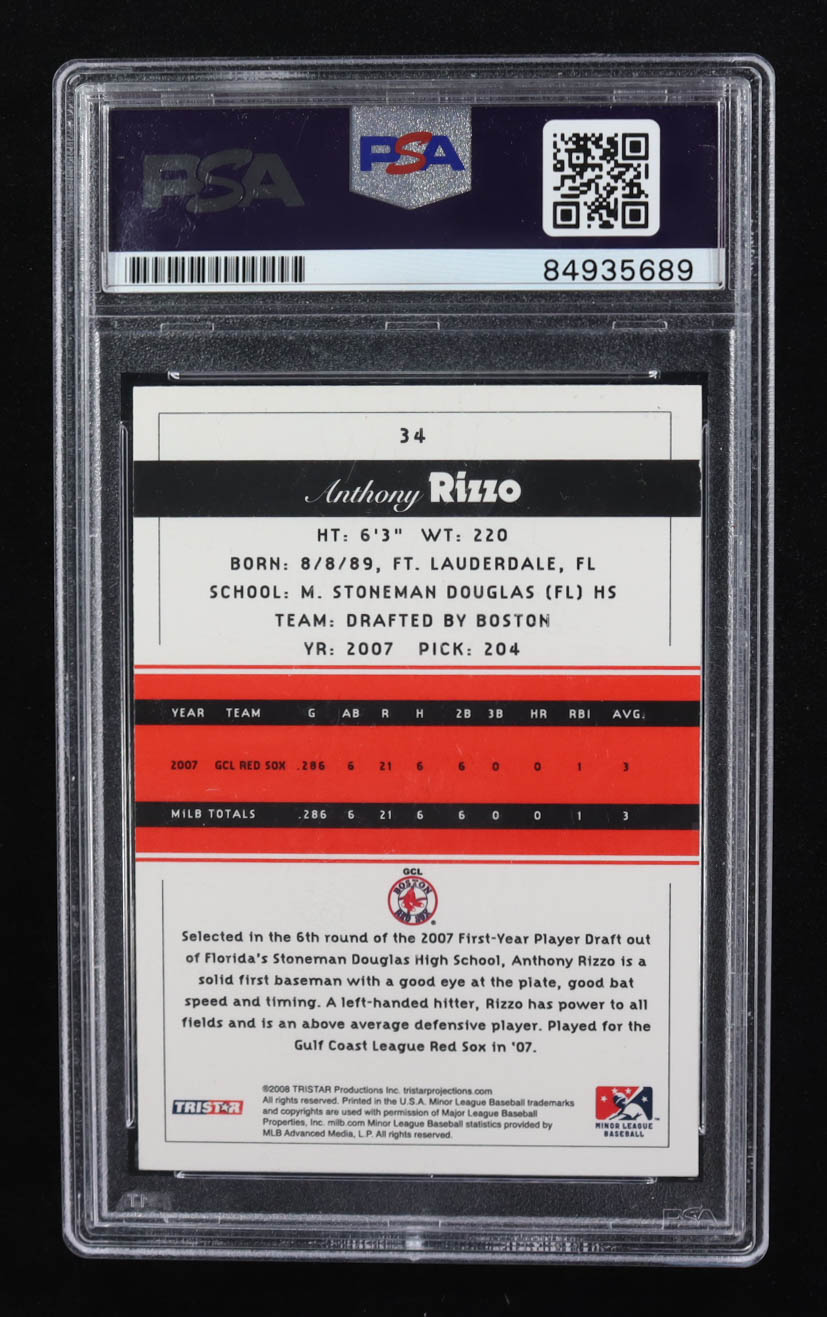 PSA PSA
84935689
34
Anthony Rizzo
HT: 6'3" WT: 220
BORN: 8/8/89, FT. LAUDERDALE, FL
SCHOOL: M. STONEMAN DOUGLAS (FL) HS
TEAM: DRAFTED BY BOSTON
YR: 2007 PICK: 204
YEAR TEAM G AB R H 2B 3B HR RBI AVG.
2007 GCL RED SOX .286 6 21 6 6 0 0 1 3
MILB TOTALS .286 6 21 6 6 0 0 1 3
GCL
BOSTON
RED SOX
Selected in the 6th round of the 2007 First-Year Player Draft out
of Florida's Stoneman Douglas High School, Anthony Rizzo is a
solid first baseman with a good eye at the plate, good bat
speed and timing. A left-handed hitter, Rizzo has power to all
fields and is an above average defensive player. Played for the
Gulf Coast League Red Sox in '07.
TRISTAR
©2008 TRISTAR Productions Inc. tristarprojections.com
All rights reserved. Printed in the U.S.A. Minor League Baseball trademarks
and copyrights are used with permission of Major League Baseball
Properties, Inc. milb.com Minor League Baseball statistics provided by
MLB Advanced Media, L.P. All rights reserved.
MINOR LEAGUE
BASEBALL
PSA